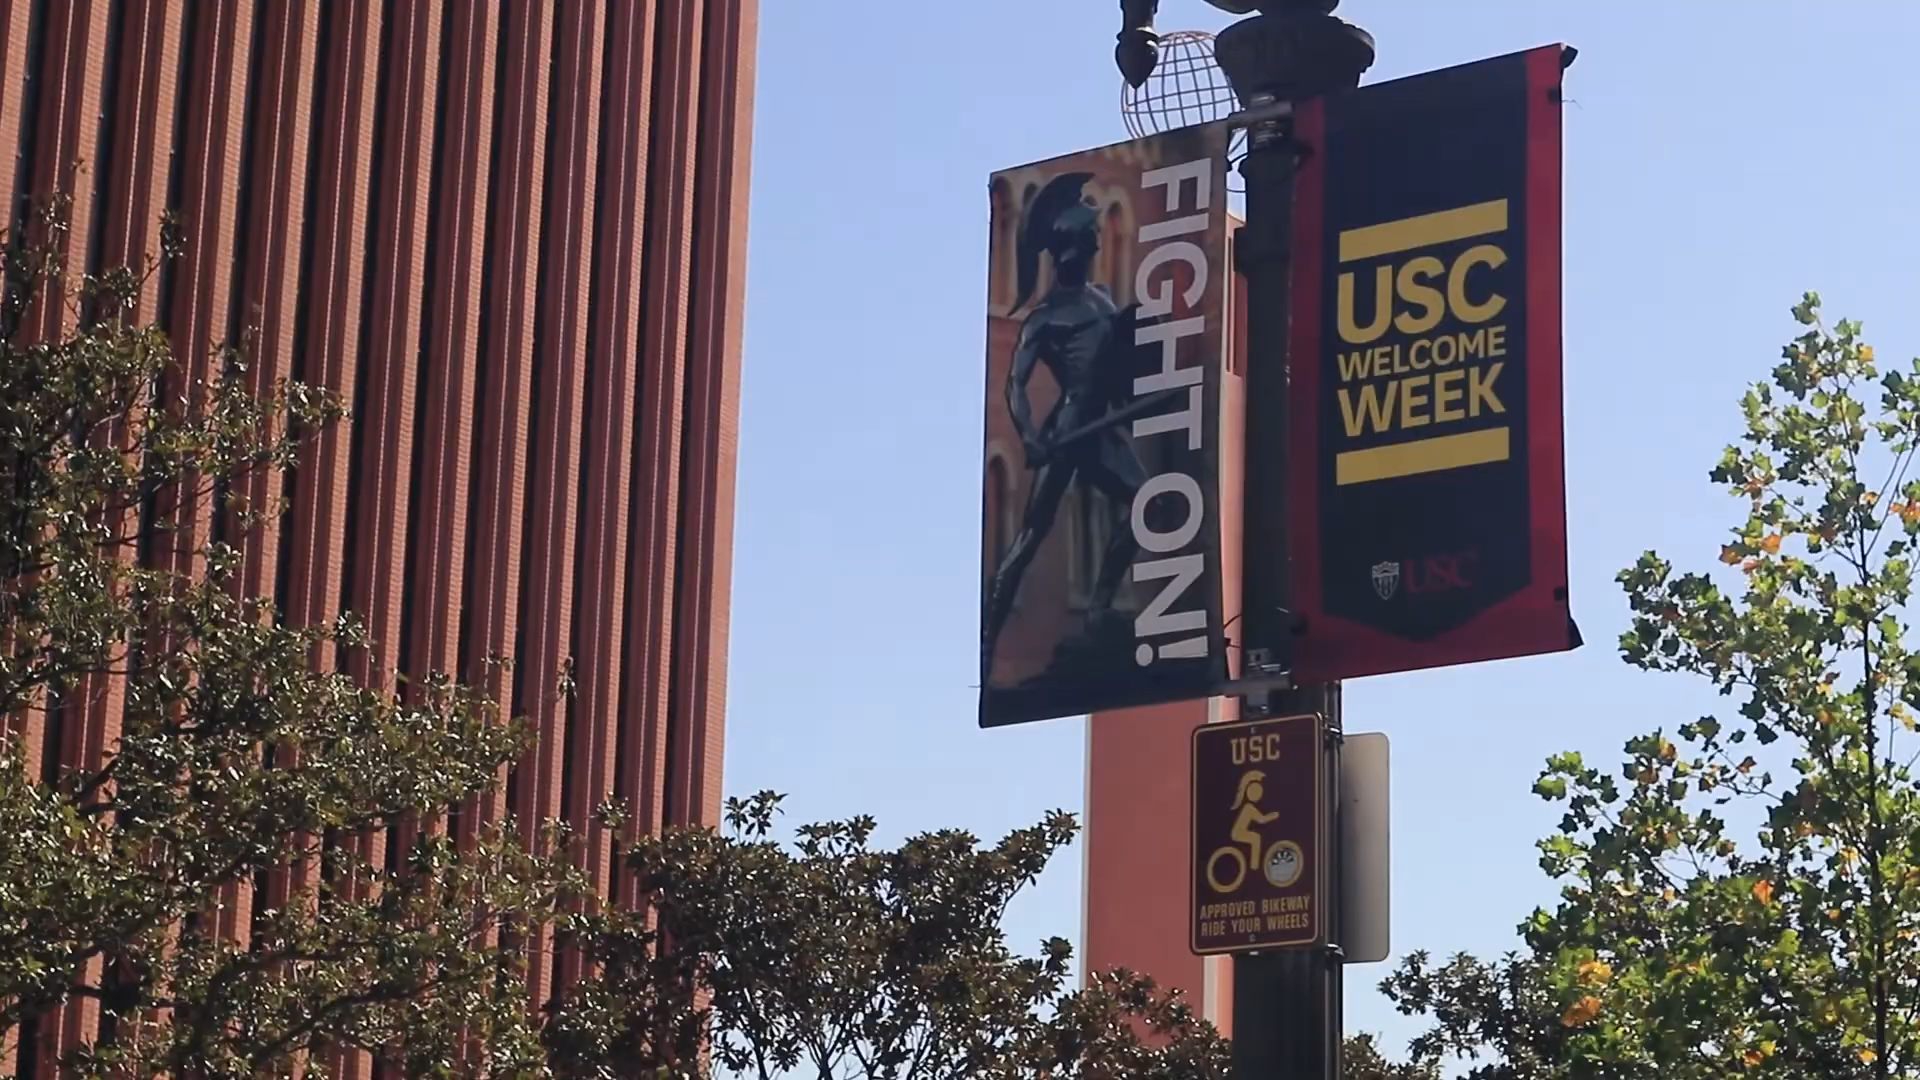 FIGHT ON!
USC
WELCOME
WEEK
USC
USC
APPROVED BIKEWAY
RIDE YOUR WHEELS